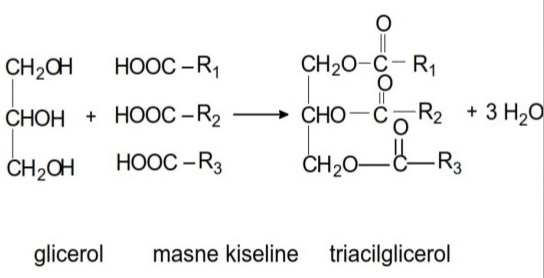 O
CH₂OH HOOC–R₁ CH₂O–C–R₁
O
CHOH + HOOC–R₂ CHO–C–R₂ + 3 H₂O
O
CH₂OH HOOC–R₃ CH₂O–C–R₃
glicerol masne kiseline triacilglicerol